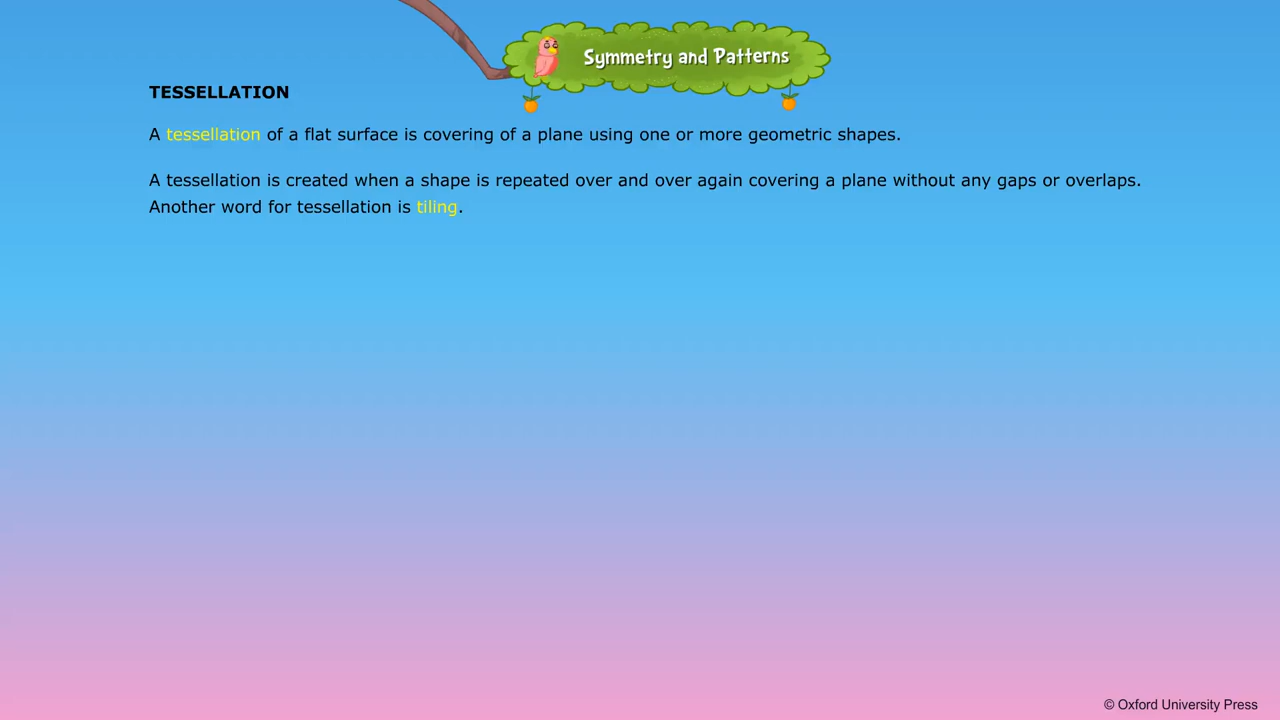 Symmetry and Patterns
TESSELLATION
A tessellation of a flat surface is covering of a plane using one or more geometric shapes.
A tessellation is created when a shape is repeated over and over again covering a plane without any gaps or overlaps.
Another word for tessellation is tiling.
© Oxford University Press